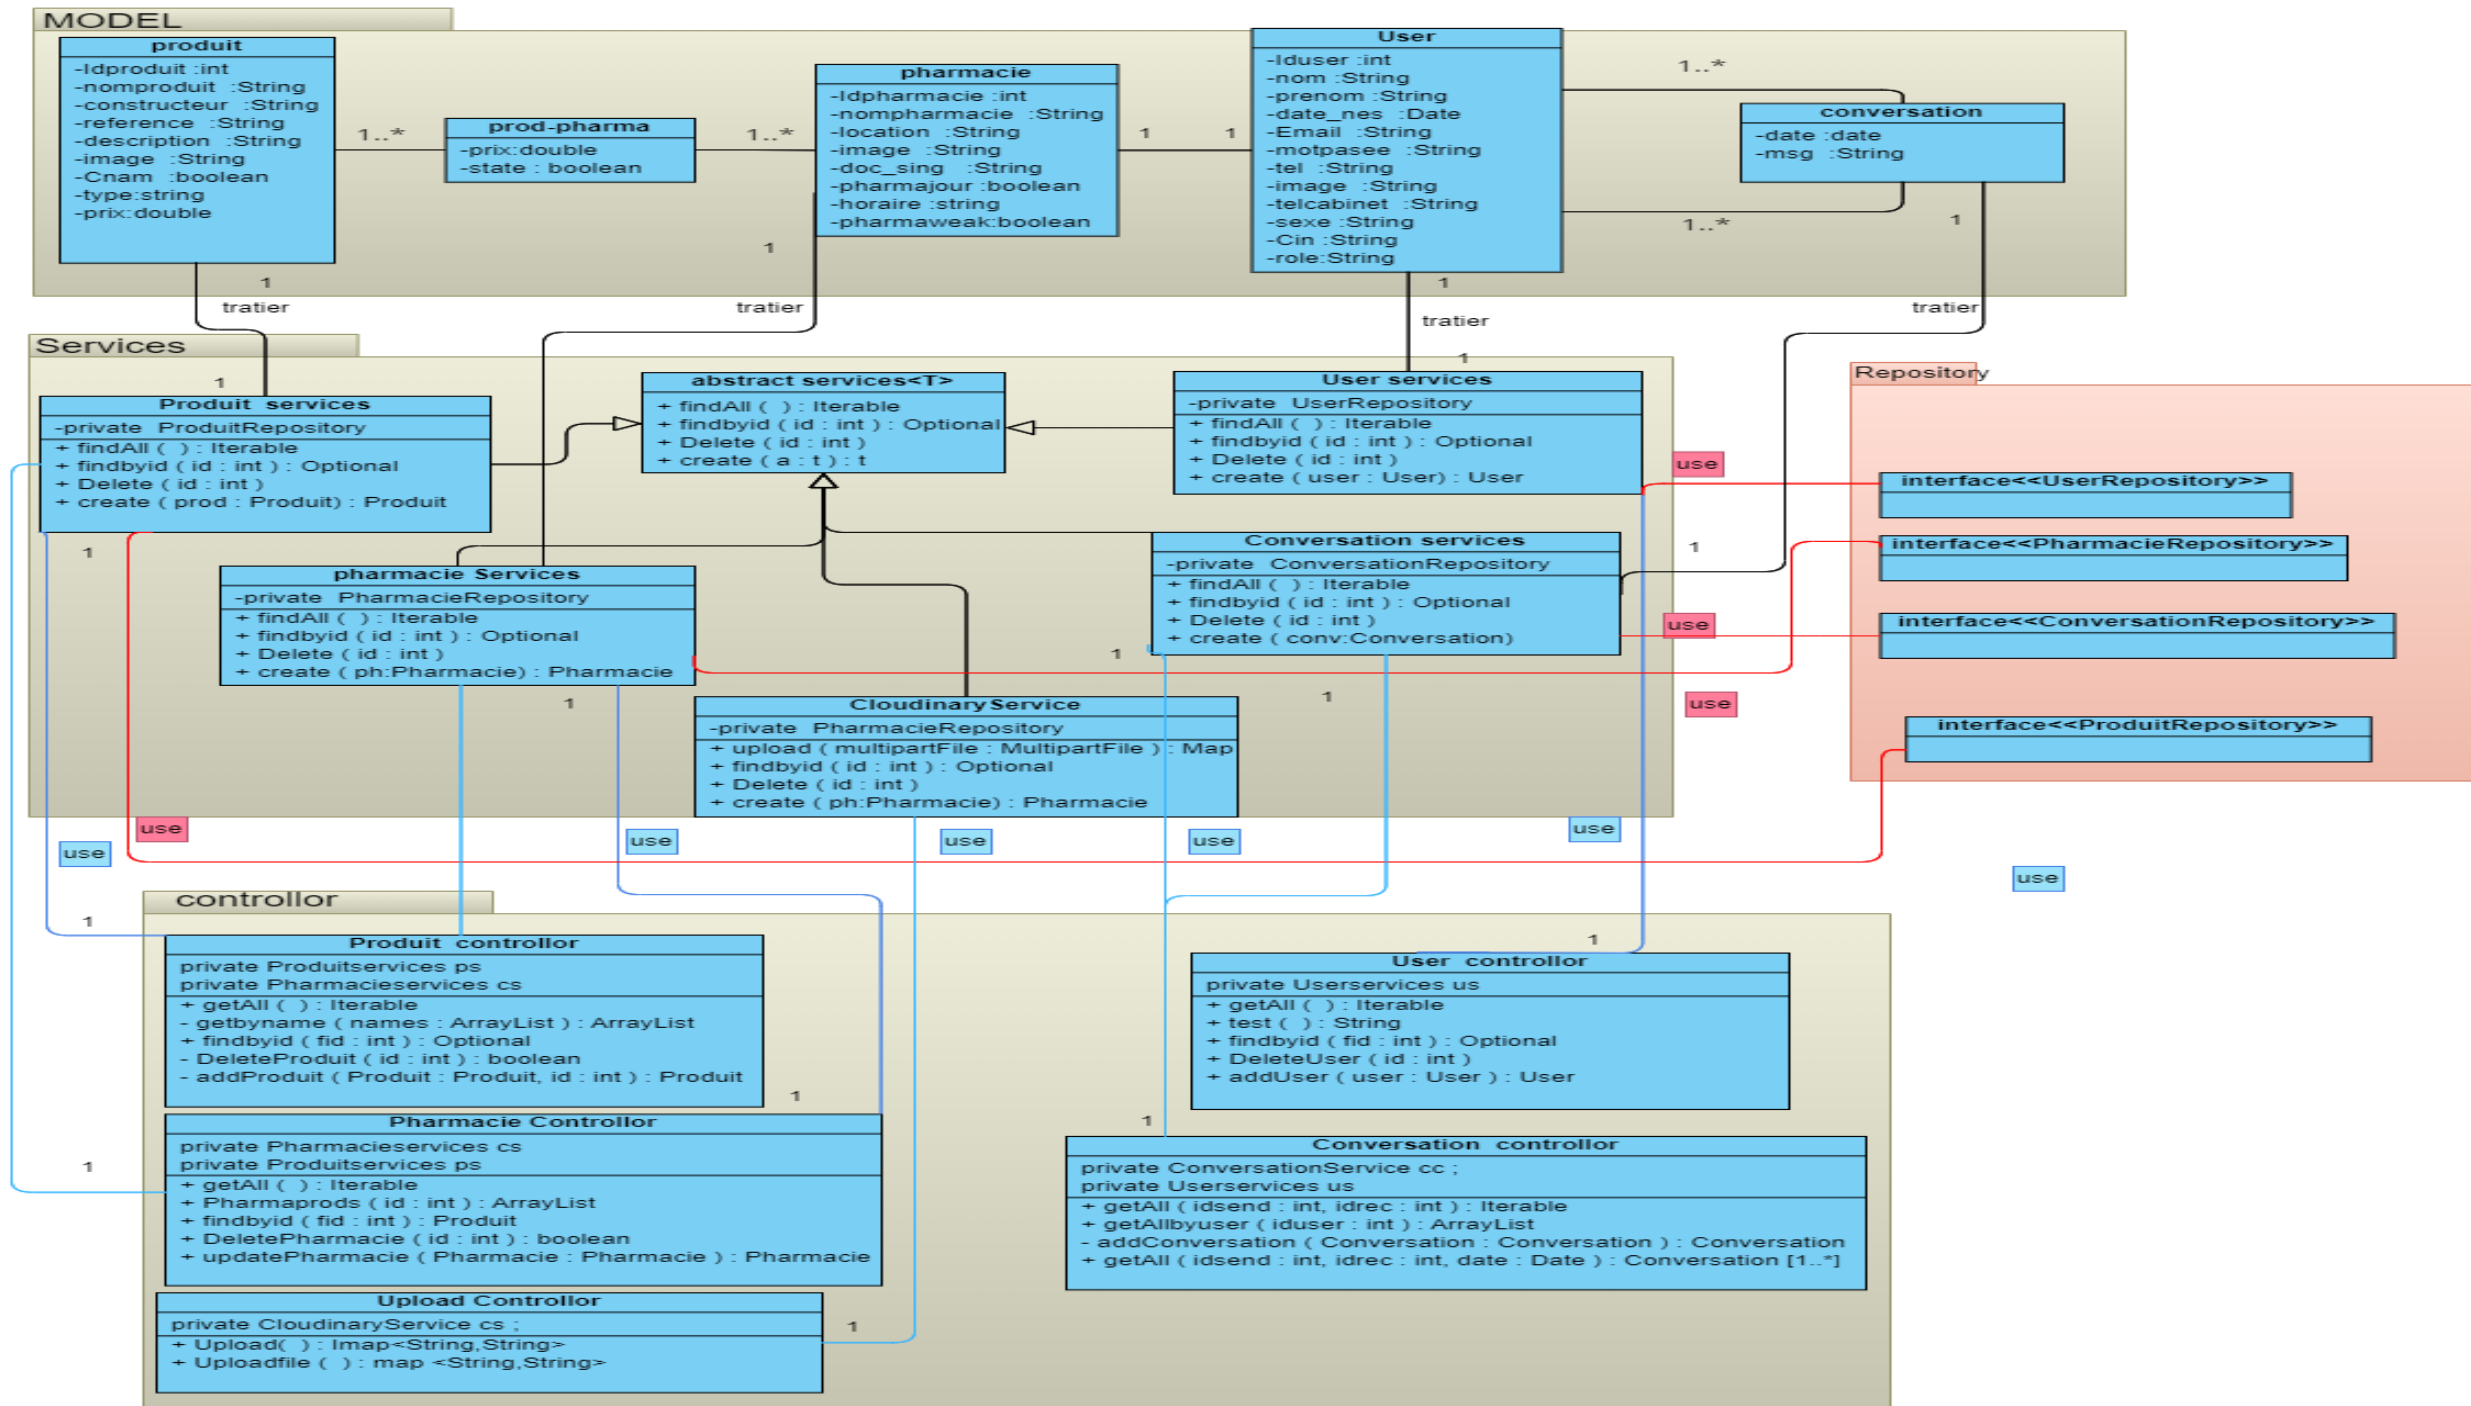 MODEL
produit
-Idproduit :int
-nomproduit :String
-constructeur :String
-reference :String
-description :String
-image :String
-Cnam :boolean
-type:string
-prix:double
1..*
prod-pharma
-prix:double
-state : boolean
1..*
pharmacie
-Idpharmacie :int
-nompharmacie :String
-location :String
-image :String
-doc_sing :String
-pharmajour :boolean
-horaire :string
-pharmaweak:boolean
1
1
User
-Iduser :int
-nom :String
-prenom :String
-date_nes :Date
-Email :String
-motpasee :String
-tel :String
-image :String
-telcabinet :String
-sexe :String
-Cin :String
-role:String
1..*
conversation
-date :date
-msg :String
1..*
1
1
1
1
tratier
tratier
tratier
tratier
Services
1
1
Produit services
-private ProduitRepository
+ findAll ( ) : Iterable
+ findbyid ( id : int ) : Optional
+ Delete ( id : int )
+ create ( prod : Produit) : Produit
abstract services<T>
+ findAll ( ) : Iterable
+ findbyid ( id : int ) : Optional
+ Delete ( id : int )
+ create ( a : t ) : t
User services
-private UserRepository
+ findAll ( ) : Iterable
+ findbyid ( id : int ) : Optional
+ Delete ( id : int )
+ create ( user : User) : User
Repository
use
interface<<UserRepository>>
interface<<PharmacieRepository>>
interface<<ConversationRepository>>
interface<<ProduitRepository>>
1
pharmacie Services
-private PharmacieRepository
+ findAll ( ) : Iterable
+ findbyid ( id : int ) : Optional
+ Delete ( id : int )
+ create ( ph:Pharmacie) : Pharmacie
Conversation services
-private ConversationRepository
+ findAll ( ) : Iterable
+ findbyid ( id : int ) : Optional
+ Delete ( id : int )
+ create ( conv:Conversation)
1
use
1
1
1
use
CloudinaryService
-private PharmacieRepository
+ upload ( multipartFile : MultipartFile ) : Map
+ findbyid ( id : int ) : Optional
+ Delete ( id : int )
+ create ( ph:Pharmacie) : Pharmacie
use
use
use
use
use
use
use
controllor
1
Produit controllor
private Produitservices ps
private Pharmacieservices cs
+ getAll ( ) : Iterable
- getbyname ( names : ArrayList ) : ArrayList
+ findbyid ( fid : int ) : Optional
- DeleteProduit ( id : int ) : boolean
- addProduit ( Produit : Produit, id : int ) : Produit
1
User controllor
private Userservices us
+ getAll ( ) : Iterable
+ test ( ) : String
+ findbyid ( fid : int ) : Optional
+ DeleteUser ( id : int )
+ addUser ( user : User ) : User
1
1
1
Pharmacie Controllor
private Pharmacieservices cs
private Produitservices ps
+ getAll ( ) : Iterable
+ Pharmaprods ( id : int ) : ArrayList
+ findbyid ( fid : int ) : Produit
+ DeletePharmacie ( id : int ) : boolean
+ updatePharmacie ( Pharmacie : Pharmacie ) : Pharmacie
Conversation controllor
private ConversationService cc ;
private Userservices us
+ getAll ( idsend : int, idrec : int ) : Iterable
+ getAllbyuser ( iduser : int ) : ArrayList
- addConversation ( Conversation : Conversation ) : Conversation
+ getAll ( idsend : int, idrec : int, date : Date ) : Conversation [1..*]
Upload Controllor
private CloudinaryService cs ;
+ Upload( ) : Imap<String,String>
+ Uploadfile ( ) : map <String,String>
1